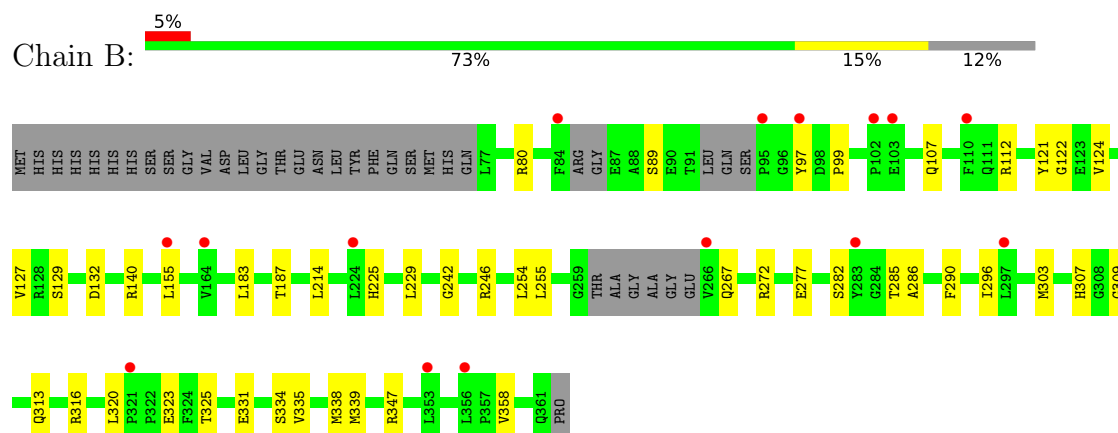 5%
Chain B:
73% 15% 12%
MET HIS HIS HIS HIS HIS HIS SER SER GLY VAL ASP LEU GLY THR GLU ASN LEU TYR PHE GLN SER MET HIS GLN L77 R80 F84 ARG GLY E87 A88 S89 E90 T91 LEU GLN SER P95 G96 Y97 D98 P99 P102 E103 Q107 F110 Q111 R112 Y121 G122 E123 V124
V127 R128 S129 D132 R140 L155 V164 L183 T187 L214 L224 H225 L229 G242 R246 L254 L255 G259 THR ALA GLY ALA GLY GLU V266 Q267 R272 E277 S282 Y283 G284 T285 A286 F290 I296 L297 M303 H307 G308
Q313 R316 L320 P321 P322 E323 F324 T325 E331 S334 V335 M338 M339 R347 L353 L356 P357 V358 Q361 PRO